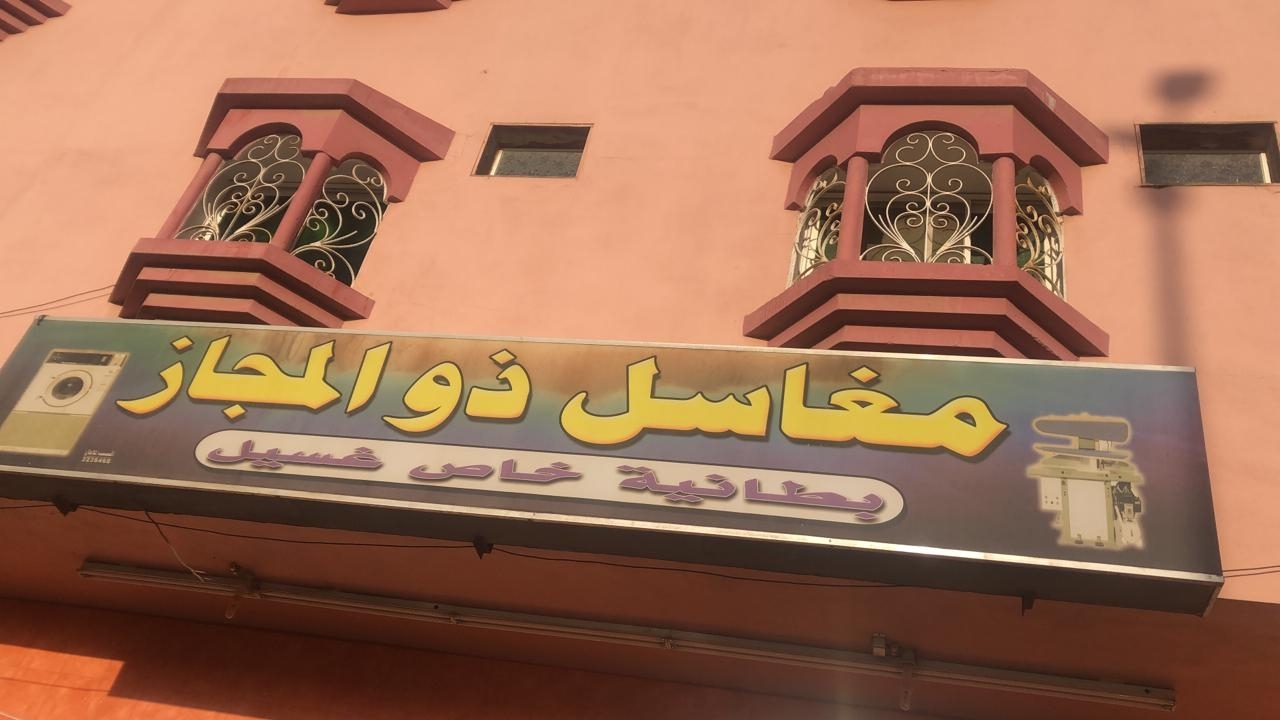 مغاسل ذو المجاز
بطانية خاص غسيل